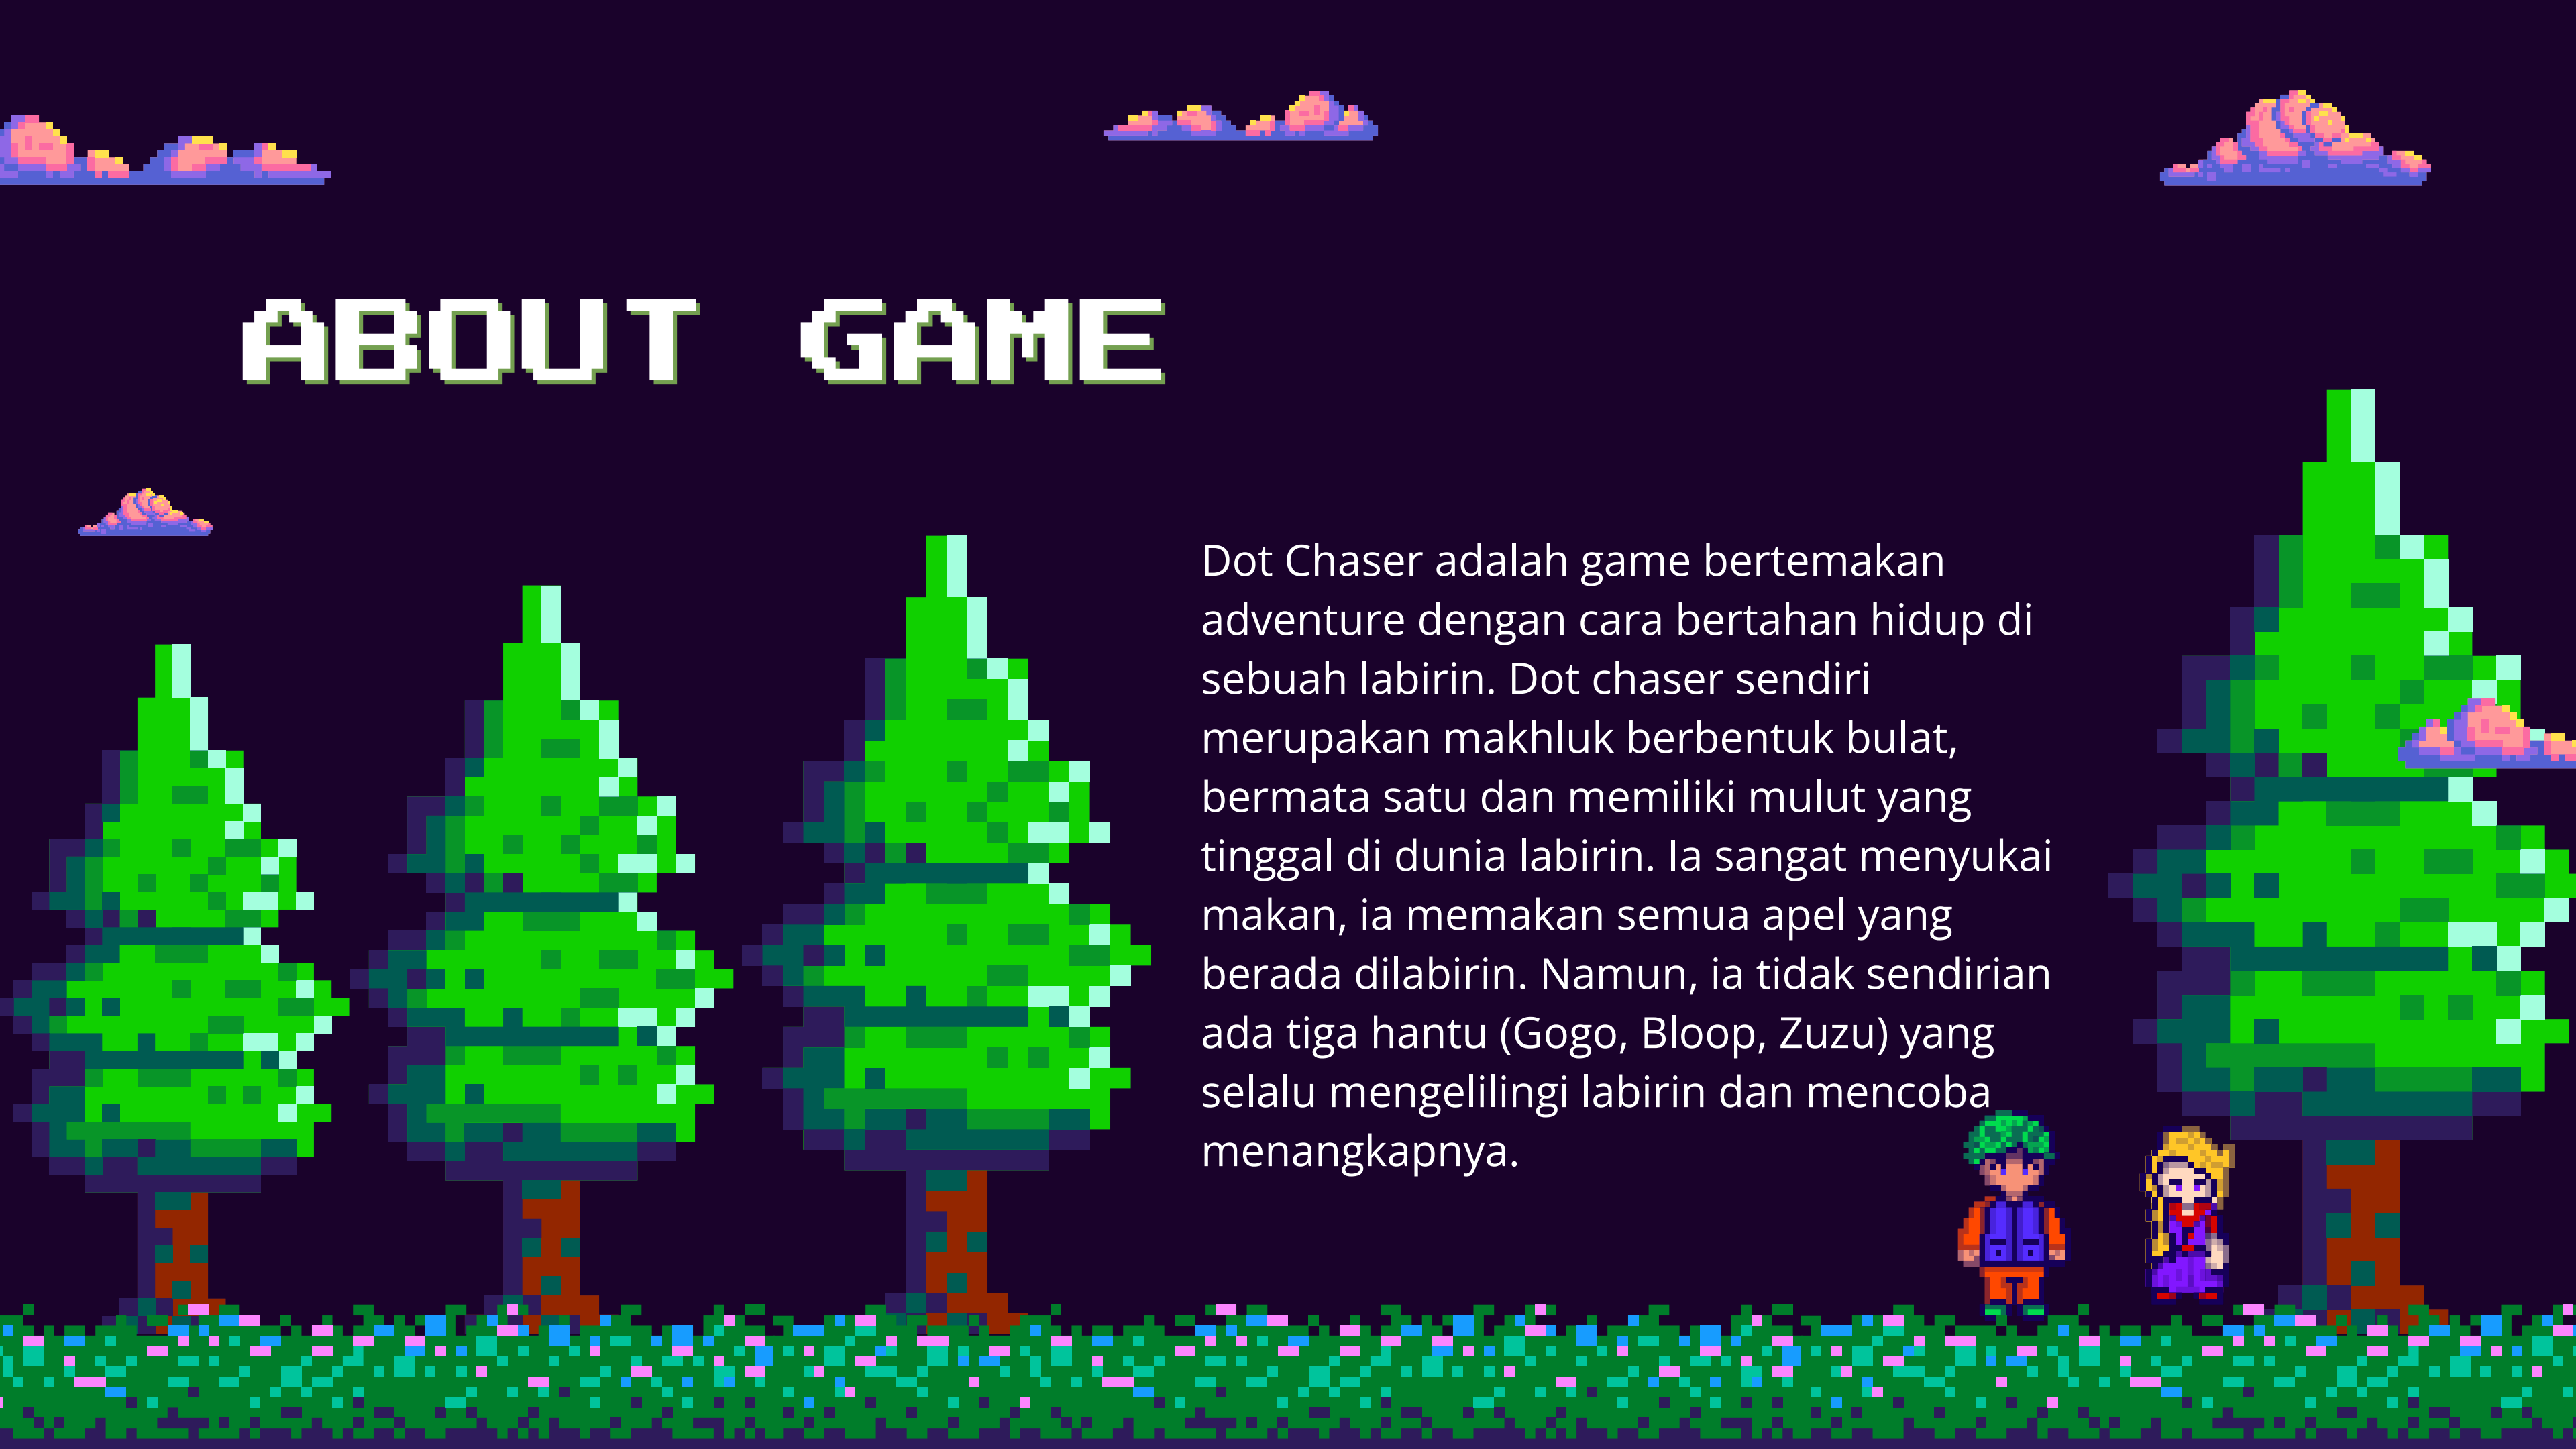 ABOUT GAME
Dot Chaser adalah game bertemakan
adventure dengan cara bertahan hidup di
sebuah labirin. Dot chaser sendiri
merupakan makhluk berbentuk bulat,
bermata satu dan memiliki mulut yang
tinggal di dunia labirin. Ia sangat menyukai
makan, ia memakan semua apel yang
berada dilabirin. Namun, ia tidak sendirian
ada tiga hantu (Gogo, Bloop, Zuzu) yang
selalu mengelilingi labirin dan mencoba
menangkapnya.